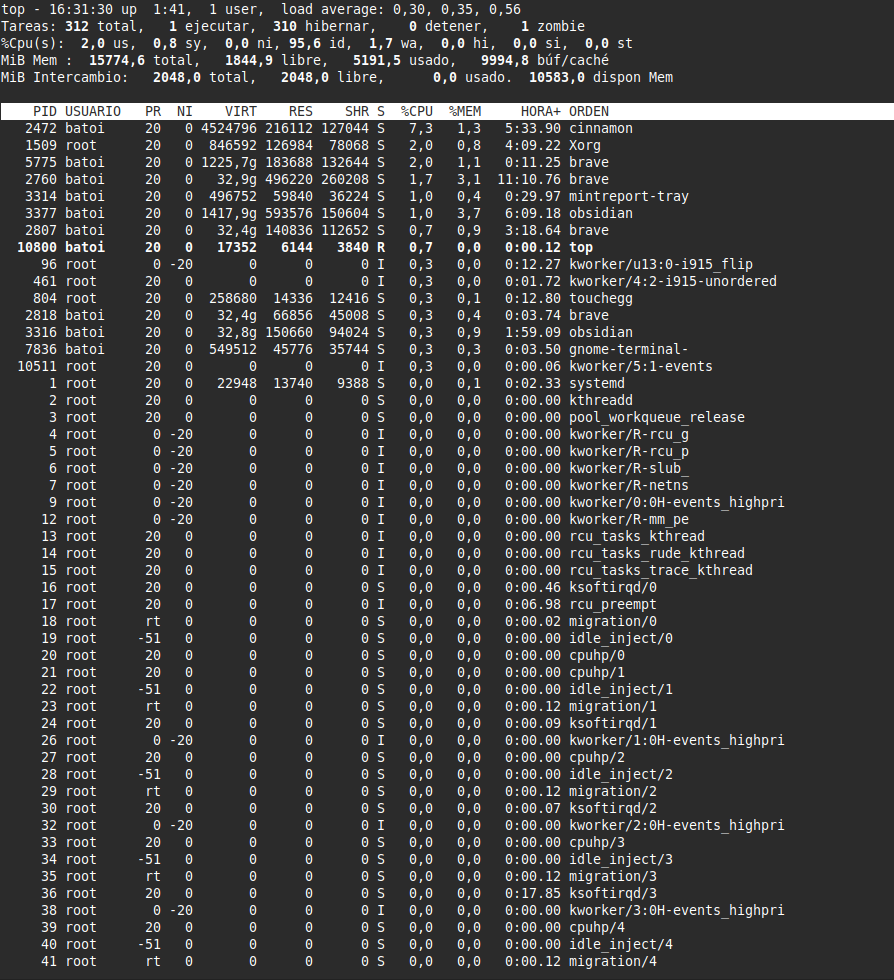 top - 16:31:30 up  1:41,  1 user,  load average: 0,30, 0,35, 0,56
Tareas: 312 total,   1 ejecutar,  310 hibernar,    0 detener,    1 zombie
%Cpu(s):  2,0 us,  0,8 sy,  0,0 ni, 95,6 id,  1,7 wa,  0,0 hi,  0,0 si,  0,0 st
MiB Mem :  15774,6 total,   1844,9 libre,   5191,5 usado,   9994,8 búf/caché
MiB Intercambio:   2048,0 total,   2048,0 libre,      0,0 usado.  10583,0 dispon Mem
PID USUARIO   PR  NI    VIRT    RES    SHR S  %CPU  %MEM     HORA+ ORDEN
2472 batoi     20   0 4524796 216112 127044 S   7,3   1,3   5:33.90 cinnamon
1509 root      20   0  846592 126984  78068 S   2,0   0,8   4:09.22 Xorg
5775 batoi     20   0 1225,7g 183688 132644 S   2,0   1,1   0:11.25 brave
2760 batoi     20   0   32,9g 496220 260208 S   1,7   3,1  11:10.76 brave
3314 batoi     20   0  496752  59840  36224 S   1,0   0,4   0:29.97 mintreport-tray
3377 batoi     20   0 1417,9g 593576 150604 S   1,0   3,7   6:09.18 obsidian
2807 batoi     20   0   32,4g 140836 112652 S   0,7   0,9   3:18.64 brave
10800 batoi     20   0   17352   6144   3840 R   0,7   0,0   0:00.12 top
96 root       0 -20       0      0      0 I   0,3   0,0   0:12.27 kworker/u13:0-i915_flip
461 root      20   0       0      0      0 I   0,3   0,0   0:01.72 kworker/4:2-i915-unordered
804 root      20   0  258680  14336  12416 S   0,3   0,1   0:12.80 touchegg
2818 batoi     20   0   32,4g  66856  45008 S   0,3   0,4   0:03.74 brave
3316 batoi     20   0   32,8g 150660  94024 S   0,3   0,9   1:59.09 obsidian
7836 batoi     20   0  549512  45776  35744 S   0,3   0,3   0:03.50 gnome-terminal-
10511 root      20   0       0      0      0 I   0,3   0,0   0:00.06 kworker/5:1-events
1 root      20   0   22948  13740   9388 S   0,0   0,1   0:02.33 systemd
2 root      20   0       0      0      0 S   0,0   0,0   0:00.00 kthreadd
3 root      20   0       0      0      0 S   0,0   0,0   0:00.00 pool_workqueue_release
4 root       0 -20       0      0      0 I   0,0   0,0   0:00.00 kworker/R-rcu_g
5 root       0 -20       0      0      0 I   0,0   0,0   0:00.00 kworker/R-rcu_p
6 root       0 -20       0      0      0 I   0,0   0,0   0:00.00 kworker/R-slub_
7 root       0 -20       0      0      0 I   0,0   0,0   0:00.00 kworker/R-netns
9 root       0 -20       0      0      0 I   0,0   0,0   0:00.00 kworker/0:0H-events_highpri
12 root       0 -20       0      0      0 I   0,0   0,0   0:00.00 kworker/R-mm_pe
13 root      20   0       0      0      0 I   0,0   0,0   0:00.00 rcu_tasks_kthread
14 root      20   0       0      0      0 I   0,0   0,0   0:00.00 rcu_tasks_rude_kthread
15 root      20   0       0      0      0 I   0,0   0,0   0:00.00 rcu_tasks_trace_kthread
16 root      20   0       0      0      0 S   0,0   0,0   0:00.46 ksoftirqd/0
17 root      20   0       0      0      0 I   0,0   0,0   0:06.98 rcu_preempt
18 root      rt   0       0      0      0 S   0,0   0,0   0:00.02 migration/0
19 root     -51   0       0      0      0 S   0,0   0,0   0:00.00 idle_inject/0
20 root      20   0       0      0      0 S   0,0   0,0   0:00.00 cpuhp/0
21 root      20   0       0      0      0 S   0,0   0,0   0:00.00 cpuhp/1
22 root     -51   0       0      0      0 S   0,0   0,0   0:00.00 idle_inject/1
23 root      rt   0       0      0      0 S   0,0   0,0   0:00.12 migration/1
24 root      20   0       0      0      0 S   0,0   0,0   0:00.09 ksoftirqd/1
26 root       0 -20       0      0      0 I   0,0   0,0   0:00.00 kworker/1:0H-events_highpri
27 root      20   0       0      0      0 S   0,0   0,0   0:00.00 cpuhp/2
28 root     -51   0       0      0      0 S   0,0   0,0   0:00.00 idle_inject/2
29 root      rt   0       0      0      0 S   0,0   0,0   0:00.12 migration/2
30 root      20   0       0      0      0 S   0,0   0,0   0:00.07 ksoftirqd/2
32 root       0 -20       0      0      0 I   0,0   0,0   0:00.00 kworker/2:0H-events_highpri
33 root      20   0       0      0      0 S   0,0   0,0   0:00.00 cpuhp/3
34 root     -51   0       0      0      0 S   0,0   0,0   0:00.00 idle_inject/3
35 root      rt   0       0      0      0 S   0,0   0,0   0:00.12 migration/3
36 root      20   0       0      0      0 S   0,0   0,0   0:17.85 ksoftirqd/3
38 root       0 -20       0      0      0 I   0,0   0,0   0:00.00 kworker/3:0H-events_highpri
39 root      20   0       0      0      0 S   0,0   0,0   0:00.00 cpuhp/4
40 root     -51   0       0      0      0 S   0,0   0,0   0:00.00 idle_inject/4
41 root      rt   0       0      0      0 S   0,0   0,0   0:00.12 migration/4